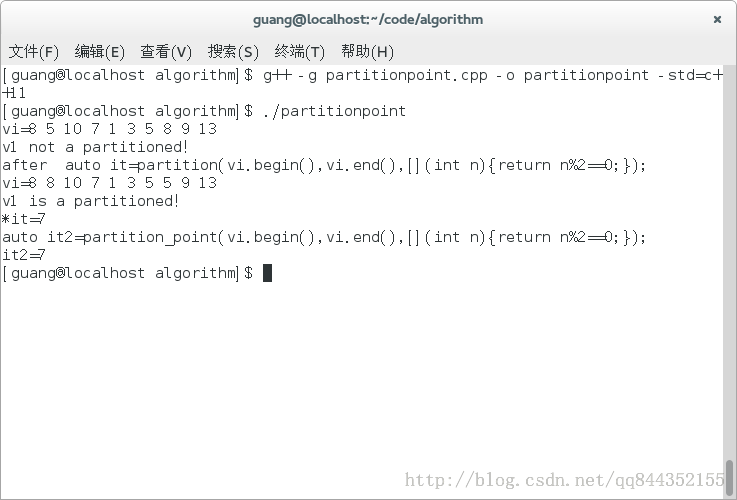 guang@localhost:~/code/algorithm
文件(F) 编辑(E) 查看(V) 搜索(S) 终端(T) 帮助(H)
[guang@localhost algorithm]$ g++ -g partitionpoint.cpp -o partitionpoint -std=c+
+11
[guang@localhost algorithm]$ ./partitionpoint
vi=8 5 10 7 1 3 5 8 9 13
v1 not a partitioned!
after  auto it=partition(vi.begin(),vi.end(),[](int n){return n%2==0;});
vi=8 8 10 7 1 3 5 5 9 13
v1 is a partitioned!
*it=7
auto it2=partition_point(vi.begin(),vi.end(),[](int n){return n%2==0;});
it2=7
[guang@localhost algorithm]$
http://blog.csdn.net/qq844352155